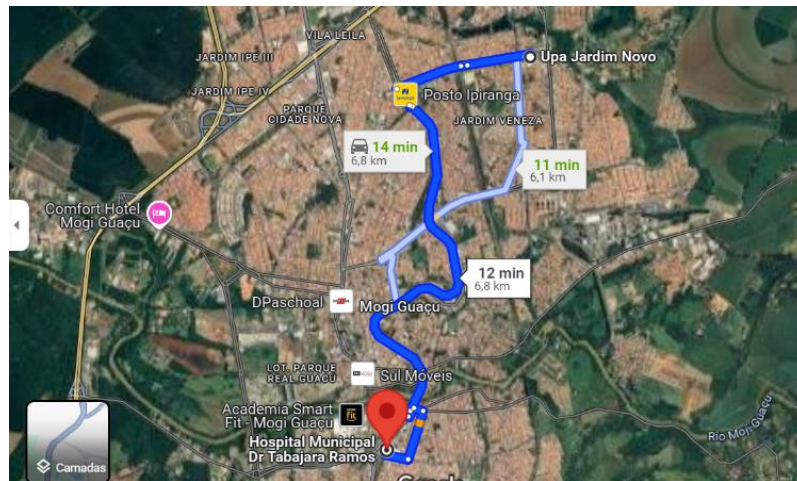 VILA LEILA
JARDIM IPE III
JARDIM IPE IV
PARQUE
CIDADE NOVA
Upa Jardim Novo
Posto Ipiranga
JARDIM VENEZA
14 min
6,8 km
11 min
6,1 km
Comfort Hotel
Mogi Guaçu
12 min
6,8 km
DPaschoal
Mogi Guaçu
LOT. PARQUE
REAL GUAÇU
Sul Móveis
Academia Smart
Fit - Mogi Guaçu
Hospital Municipal
Dr Tabajara Ramos
Rio Moji-Guaçu
Camadas